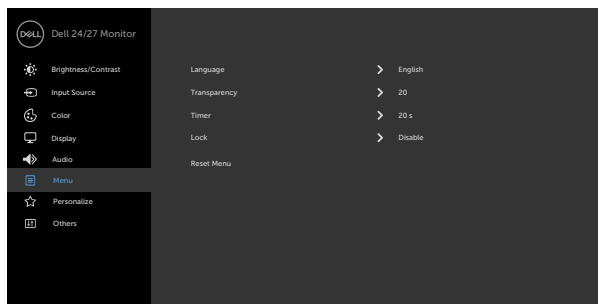 DELL Dell 24/27 Monitor
Brightness/Contrast
Input Source
Color
Display
Audio
Menu
Personalize
Others
Language English
Transparency 20
Timer 20 s
Lock Disable
Reset Menu